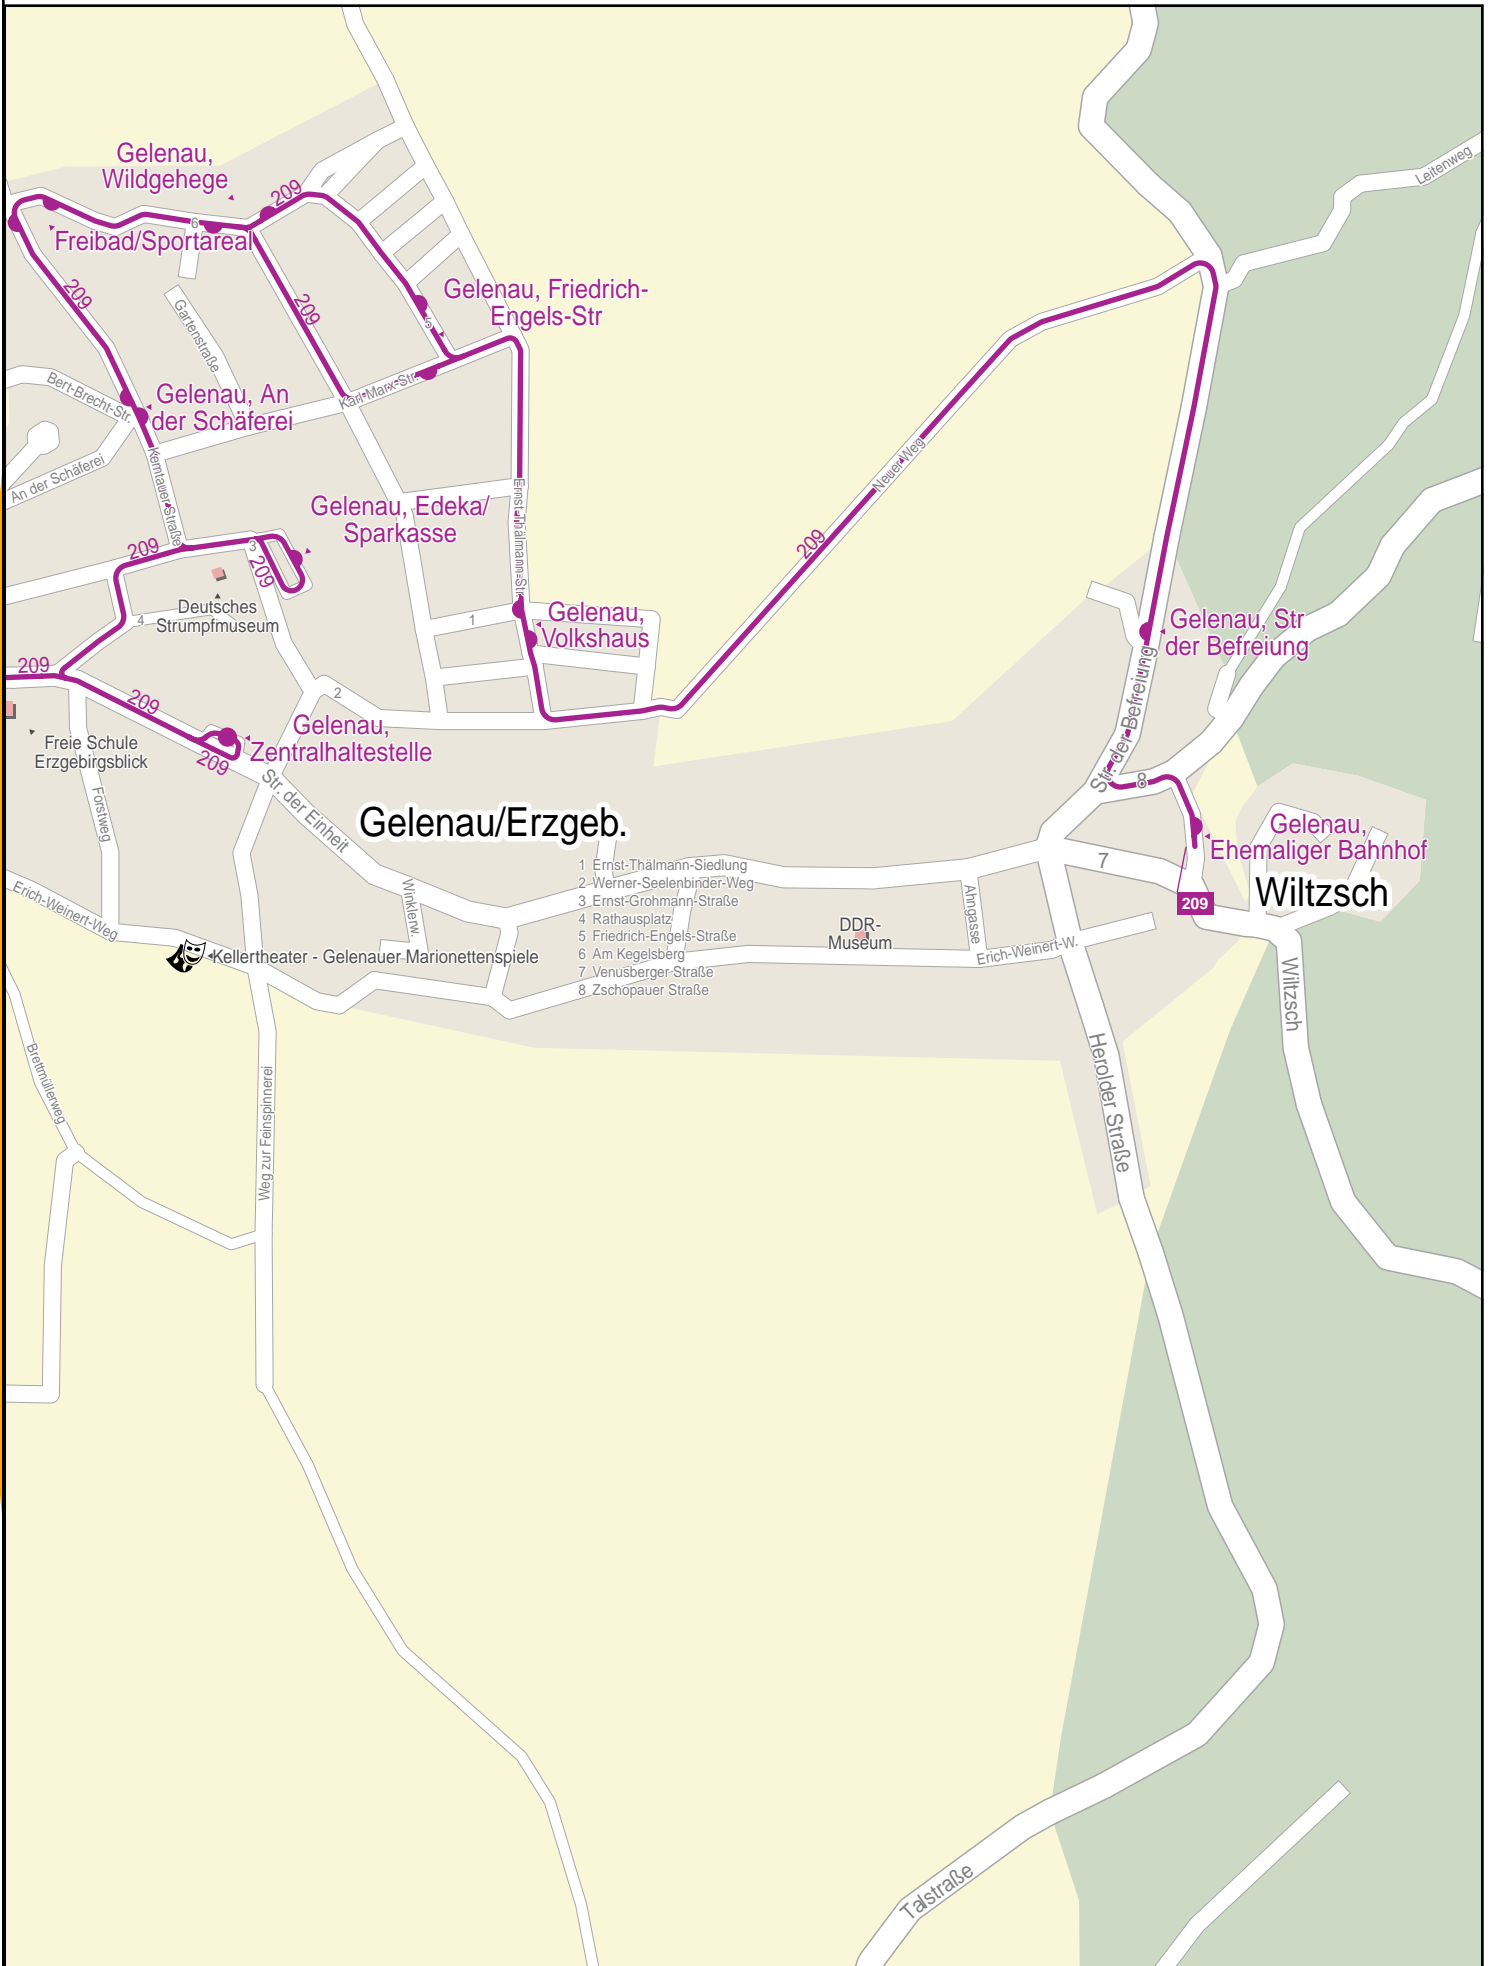 Gelenau,
Wildgehege
209
Leitenweg
6
Freibad/Sportareal
209
209
Gelenau, Friedrich-
Engels-Str
5
Gartenstraße
Bert-Brecht-Str.
Gelenau, An
der Schäferei
Karl-Marx-Str.
An der Schäferei
Kemtauer Straße
Neuer Weg
Gelenau, Edeka/
Sparkasse
Ernst-Thälmann-Str.
209
3
209
209
Deutsches
Strumpfmuseum
4
1
Gelenau,
Volkshaus
Gelenau, Str
der Befreiung
209
209
2
Gelenau,
Zentralhaltestelle
209
Freie Schule
Erzgebirgsblick
Str. der Befreiung
8
Forstweg
Str. der Einheit
Gelenau/Erzgeb.
Gelenau,
Ehemaliger Bahnhof
7
Wiltzsch
209
1 Ernst-Thälmann-Siedlung
2 Werner-Seelenbinder-Weg
3 Ernst-Grohmann-Straße
4 Rathausplatz
5 Friedrich-Engels-Straße
6 Am Kegelsberg
7 Venusberger Straße
8 Zschopauer Straße
Erich-Weinert-Weg
Winklerw.
DDR-
Museum
Ahngasse
Erich-Weinert-W.
Kellertheater - Gelenauer Marionettenspiele
Wiltzsch
Brettmüllerweg
Weg zur Feinspinnerei
Herolder Straße
Talstraße